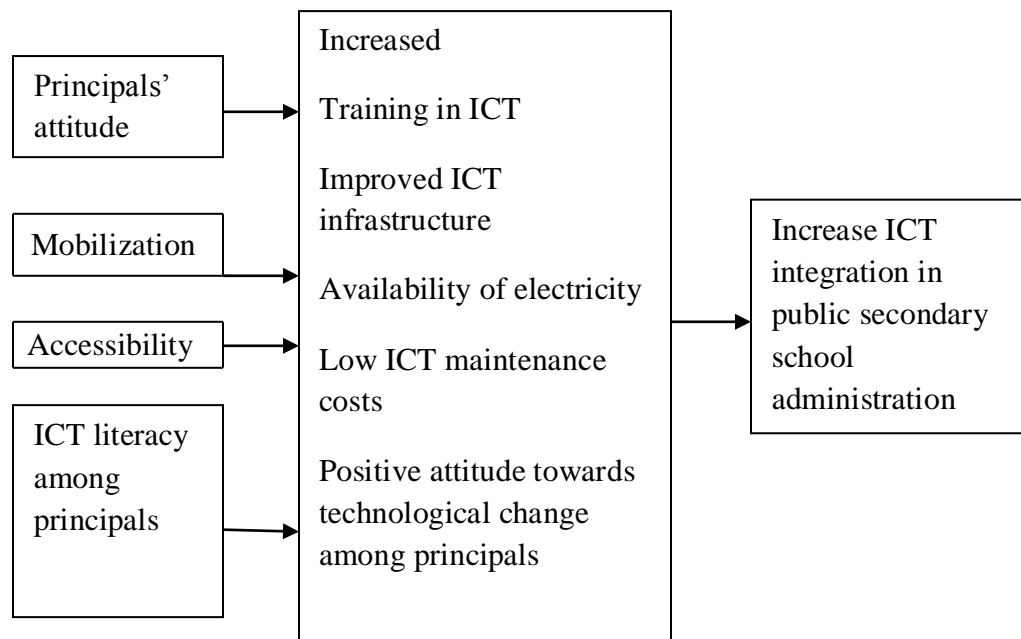 Principals’
attitude
Mobilization
Accessibility
ICT literacy
among
principals
Increased
Training in ICT
Improved ICT
infrastructure
Availability of electricity
Low ICT maintenance
costs
Positive attitude towards
technological change
among principals
Increase ICT
integration in
public secondary
school
administration